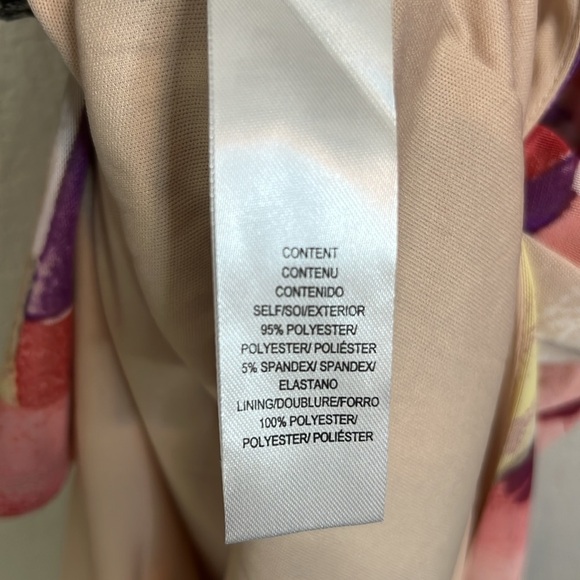 CONTENT
CONTENU
CONTENIDO
SELF/SOI/EXTERIOR
95% POLYESTER/
POLYESTER/ POLIÉSTER
5% SPANDEX/ SPANDEX/
ELASTANO
LINING/DOUBLURE/FORRO
100% POLYESTER/
POLYESTER/ POLIÉSTER